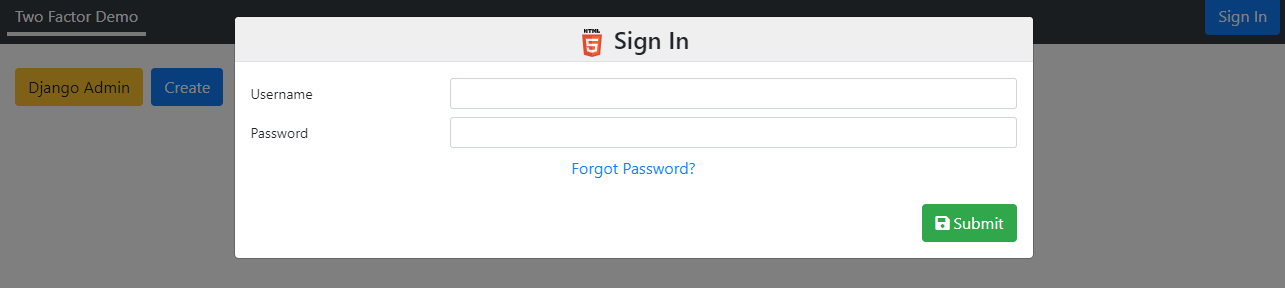 Two Factor Demo
Sign In
HTML
5
Sign In
Django Admin
Create
Username
Password
Forgot Password?
Submit